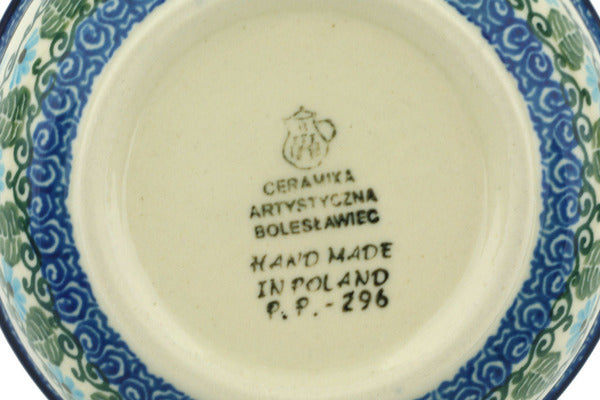 CERAMIKA
ARTYSTYCZNA
BOLESŁAWIEC
HAND MADE
IN POLAND
P.P.-296